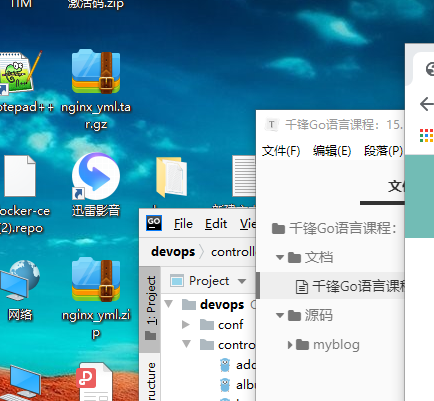 TIM
激活码.zip
otepad++
nginx_yml.tar.gz
ocker-ce
(2).repo
迅雷影音
网络
nginx_yml.zip
千锋Go语言课程：15.
文件(F) 编辑(E) 段落(P)
千锋Go语言课程：
文档
千锋Go语言课程
源码
myblog
GO
File Edit Vie
devops
controlle
1: Project
Project
devops
conf
contro
add
albu
ructure